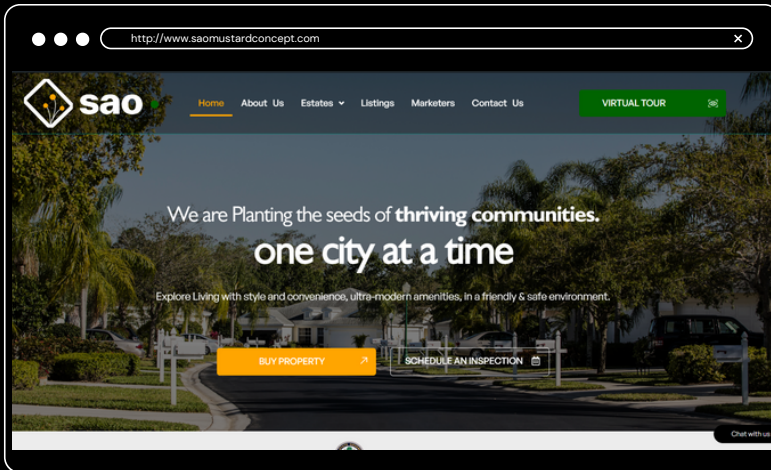 http://www.saomustardconcept.com
sao
Home About Us Estates Listings Marketers Contact Us
VIRTUAL TOUR
We are Planting the seeds of thriving communities.
one city at a time
Explore Living with style and convenience, ultra-modern amenities, in a friendly & safe environment.
BUY PROPERTY
SCHEDULE AN INSPECTION
Chat with us